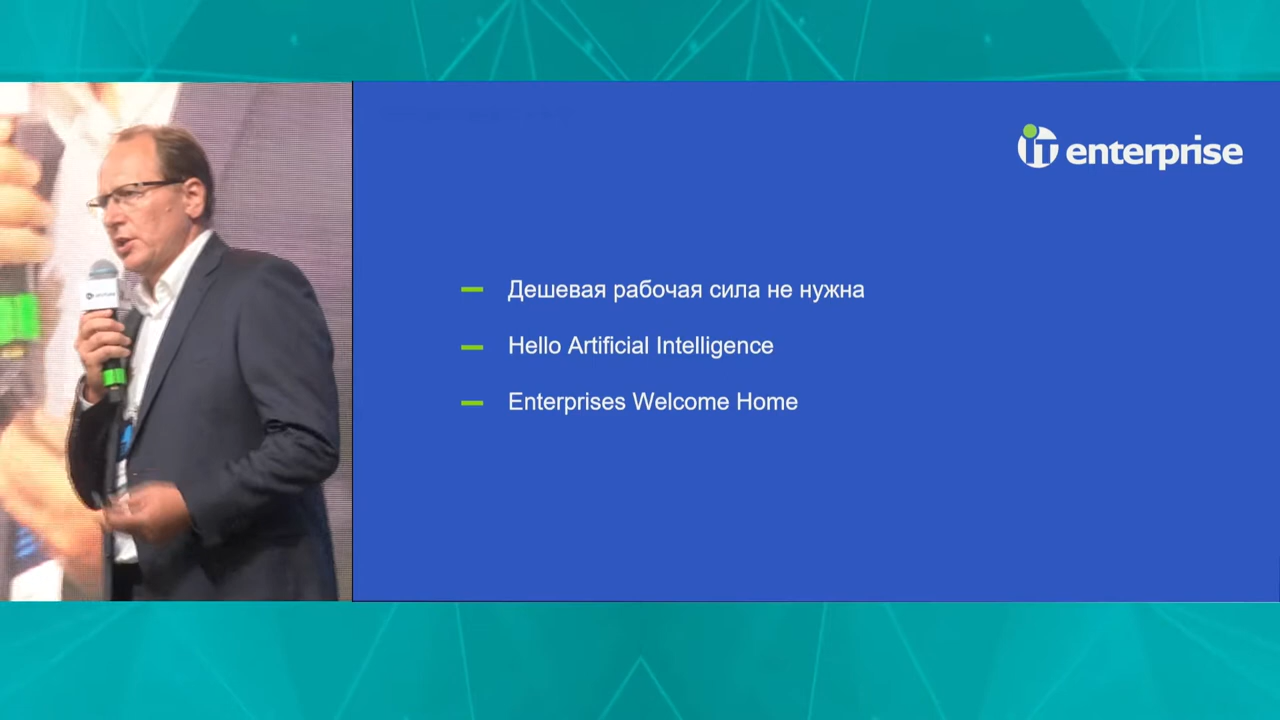 it enterprise
Дешевая рабочая сила не нужна
Hello Artificial Intelligence
Enterprises Welcome Home